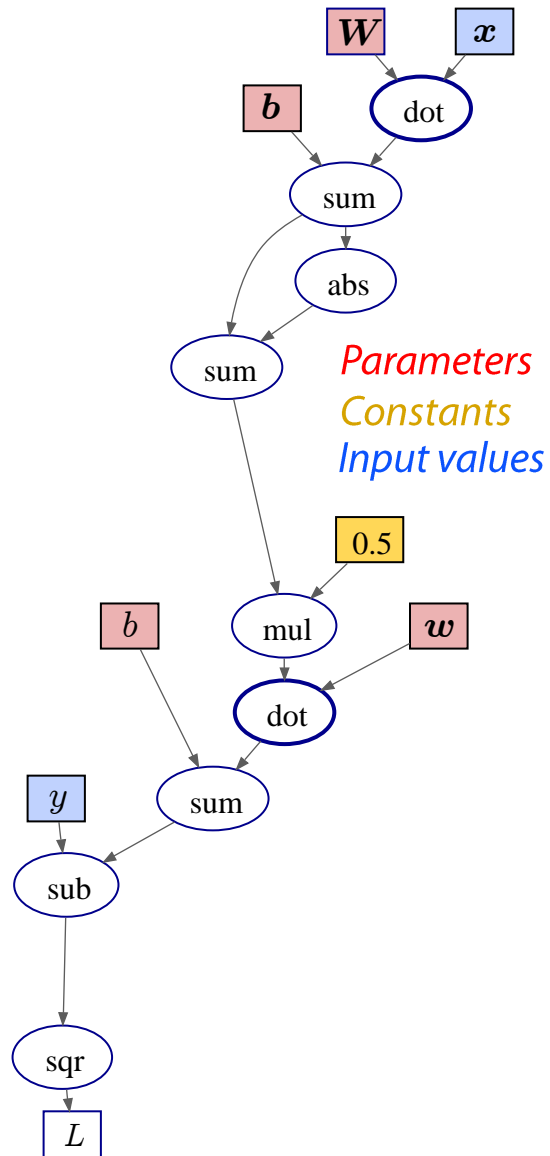 W x
dot
b
sum
abs
sum
Parameters
Constants
Input values
0.5
mul
b w
dot
sum
y
sub
sqr
L